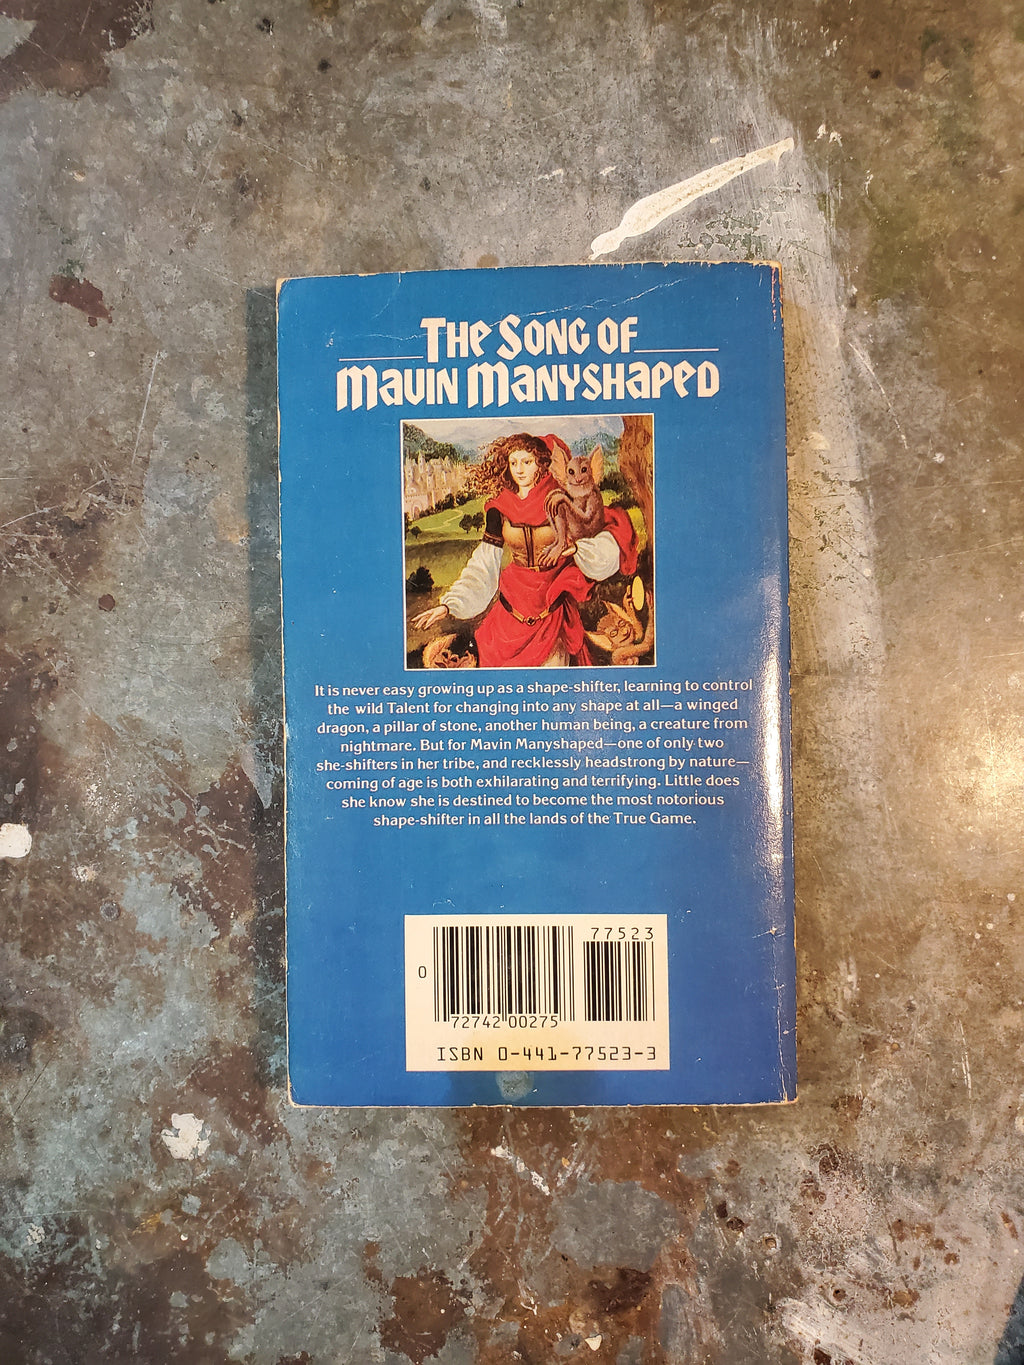 The Song of
Mavin Manyshaped
It is never easy growing up as a shape-shifter, learning to control
the wild Talent for changing into any shape at all—a winged
dragon, a pillar of stone, another human being, a creature from
nightmare. But for Mavin Manyshaped—one of only two
she-shifters in her tribe, and recklessly headstrong by nature—
coming of age is both exhilarating and terrifying. Little does
she know she is destined to become the most notorious
shape-shifter in all the lands of the True Game.
77523
0
72742 00275
ISBN 0-441-77523-3